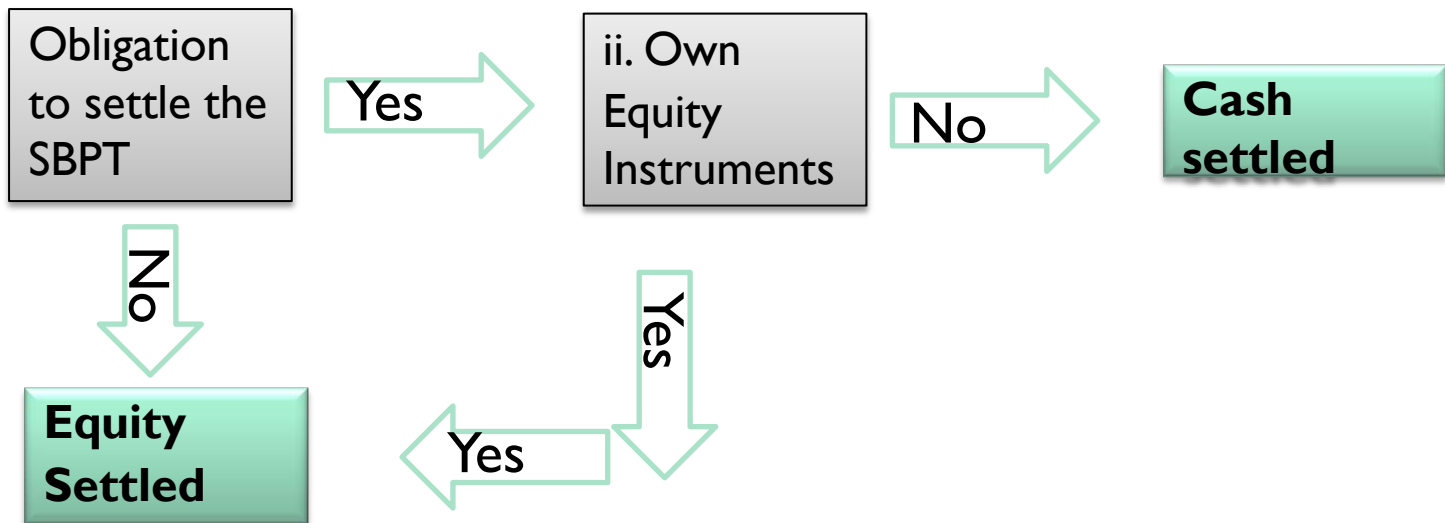 Obligation
to settle the
SBPT
Yes
ii. Own
Equity
Instruments
No
Cash
settled
No
Yes
Equity
Settled
Yes